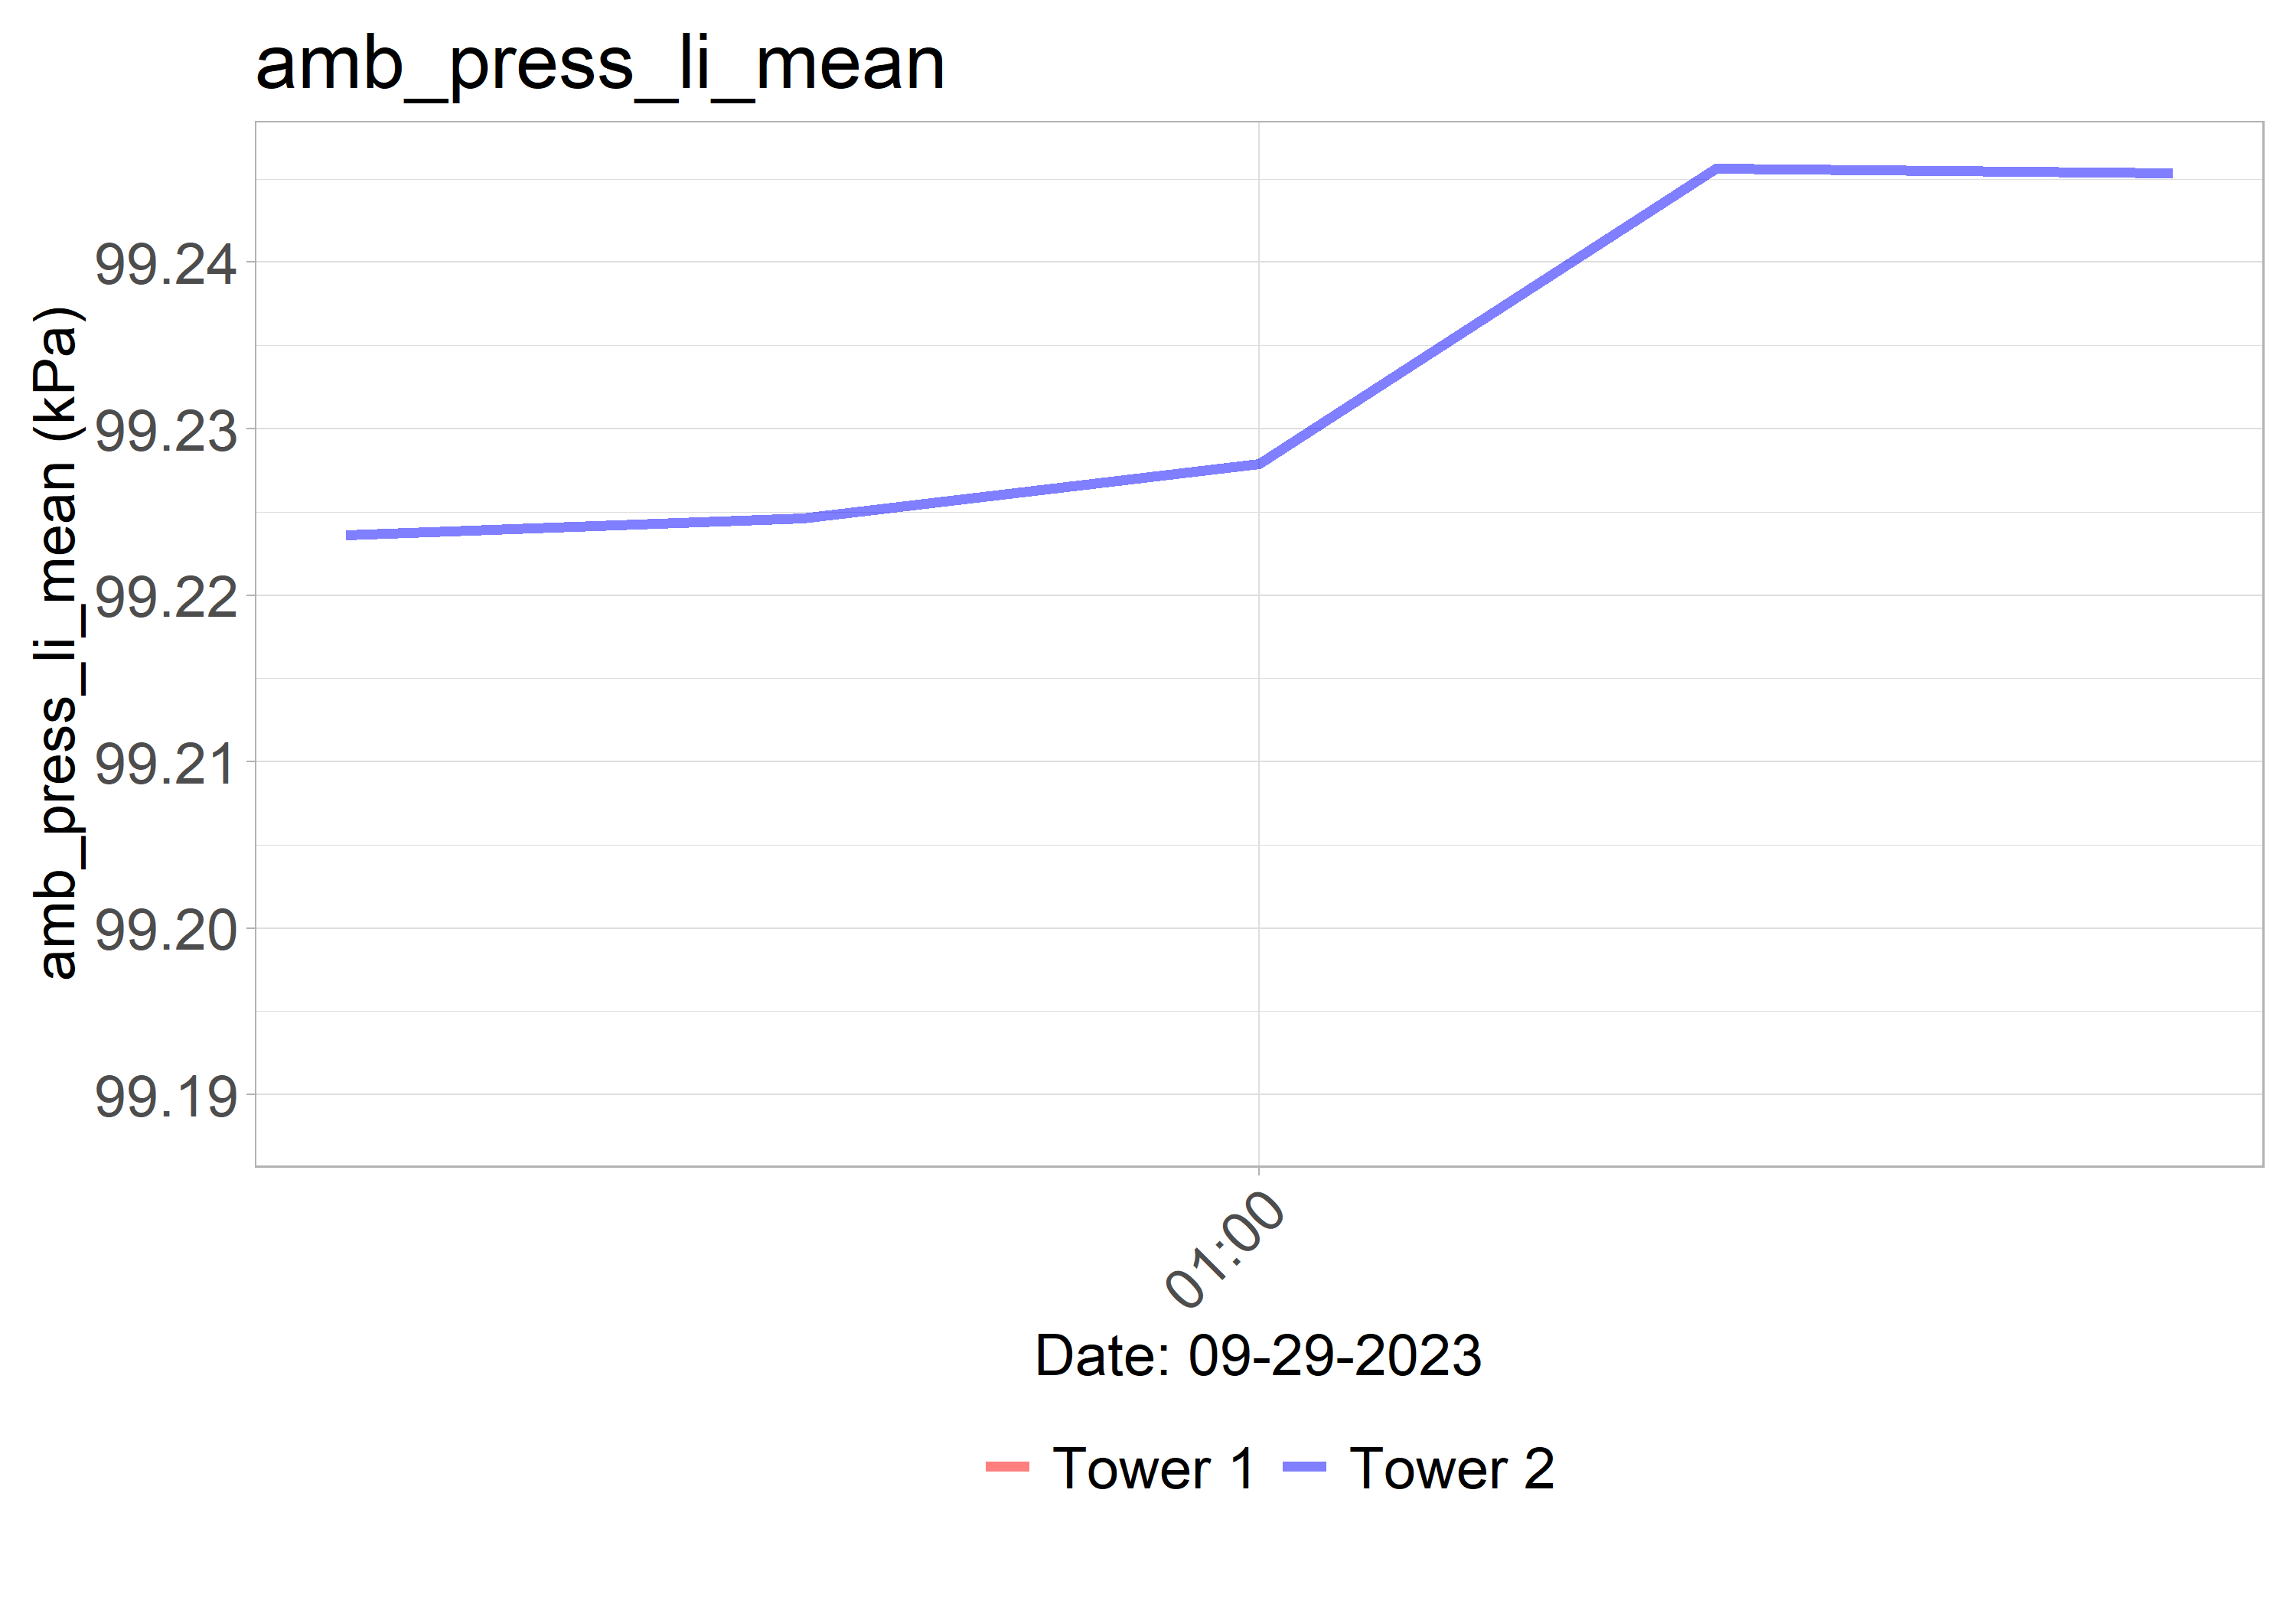 amb_press_li_mean
amb_press_li_mean (kPa)
99.24
99.23
99.22
99.21
99.20
99.19
01:00
Date: 09-29-2023
Tower 1 Tower 2